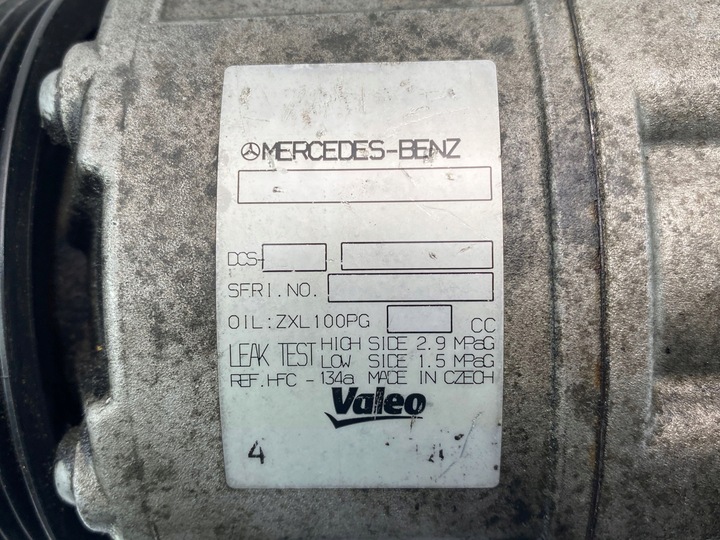 MERCEDES-BENZ
DCS-
SERI.NO.
OIL:ZXL100PG CC
LEAK TEST HIGH SIDE 2.9 MPaG
LOW SIDE 1.5 MPaG
REF.HFC - 134a MADE IN CZECH
Valeo
4